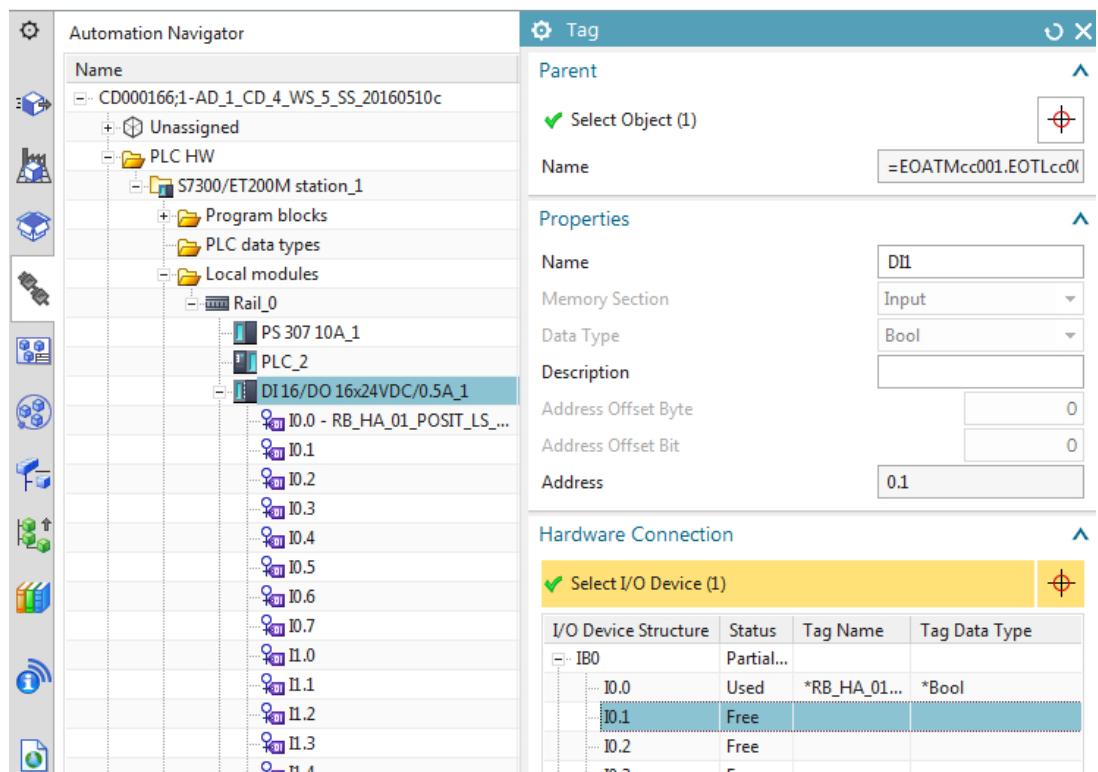 Automation Navigator
Name
CD000166;1-AD_1_CD_4_WS_5_SS_20160510c
Unassigned
PLC HW
S7300/ET200M station_1
Program blocks
PLC data types
Local modules
Rail_0
PS 307 10A_1
PLC_2
DI 16/DO 16x24VDC/0.5A_1
I0.0 - RB_HA_01_POSIT_LS_...
I0.1
I0.2
I0.3
I0.4
I0.5
I0.6
I0.7
I1.0
I1.1
I1.2
I1.3
I1.4
Tag
Parent
Select Object (1)
Name =EOATMcc001.EOTLcc00
Properties
Name DI1
Memory Section Input
Data Type Bool
Description
Address Offset Byte 0
Address Offset Bit 0
Address 0.1
Hardware Connection
Select I/O Device (1)
I/O Device Structure Status Tag Name Tag Data Type
IB0 Partial...
I0.0 Used *RB_HA_01... *Bool
I0.1 Free
I0.2 Free